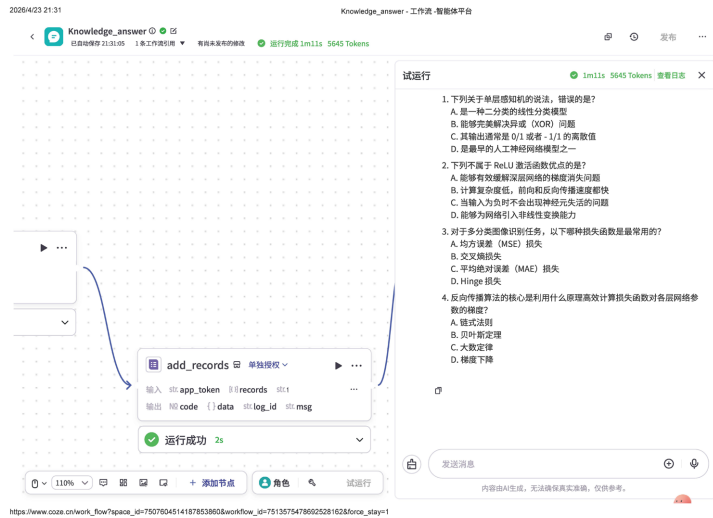 2026/4/23 21:31
Knowledge_answer - 工作流 -智能体平台
Knowledge_answer
已自动保存 21:31:05 1 条工作流引用 有尚未发布的修改 运行完成 1m11s 5645 Tokens
发布
试运行
1m11s 5645 Tokens 查看日志
1. 下列关于单层感知机的说法，错误的是？
A. 是一种二分类的线性分类模型
B. 能够完美解决异或（XOR）问题
C. 其输出通常是 0/1 或者 - 1/1 的离散值
D. 是最早的人工神经网络模型之一
2. 下列不属于 ReLU 激活函数优点的是？
A. 能够有效缓解深层网络的梯度消失问题
B. 计算复杂度低，前向和反向传播速度都快
C. 当输入为负时不会出现神经元失活的问题
D. 能够为网络引入非线性变换能力
3. 对于多分类图像识别任务，以下哪种损失函数是最常用的？
A. 均方误差（MSE）损失
B. 交叉熵损失
C. 平均绝对误差（MAE）损失
D. Hinge 损失
4. 反向传播算法的核心是利用什么原理高效计算损失函数对各层网络参
数的梯度？
A. 链式法则
B. 贝叶斯定理
C. 大数定律
D. 梯度下降
add_records 单独授权
输入 str. app_token [{}] records str. t
输出 №code {} data str. log_id str. msg
运行成功 2s
110%
+ 添加节点
角色
试运行
发送消息
内容由AI生成，无法确保真实准确，仅供参考。
https://www.coze.cn/work_flow?space_id=7507604514187853860&workflow_id=7513575478692528162&force_stay=1